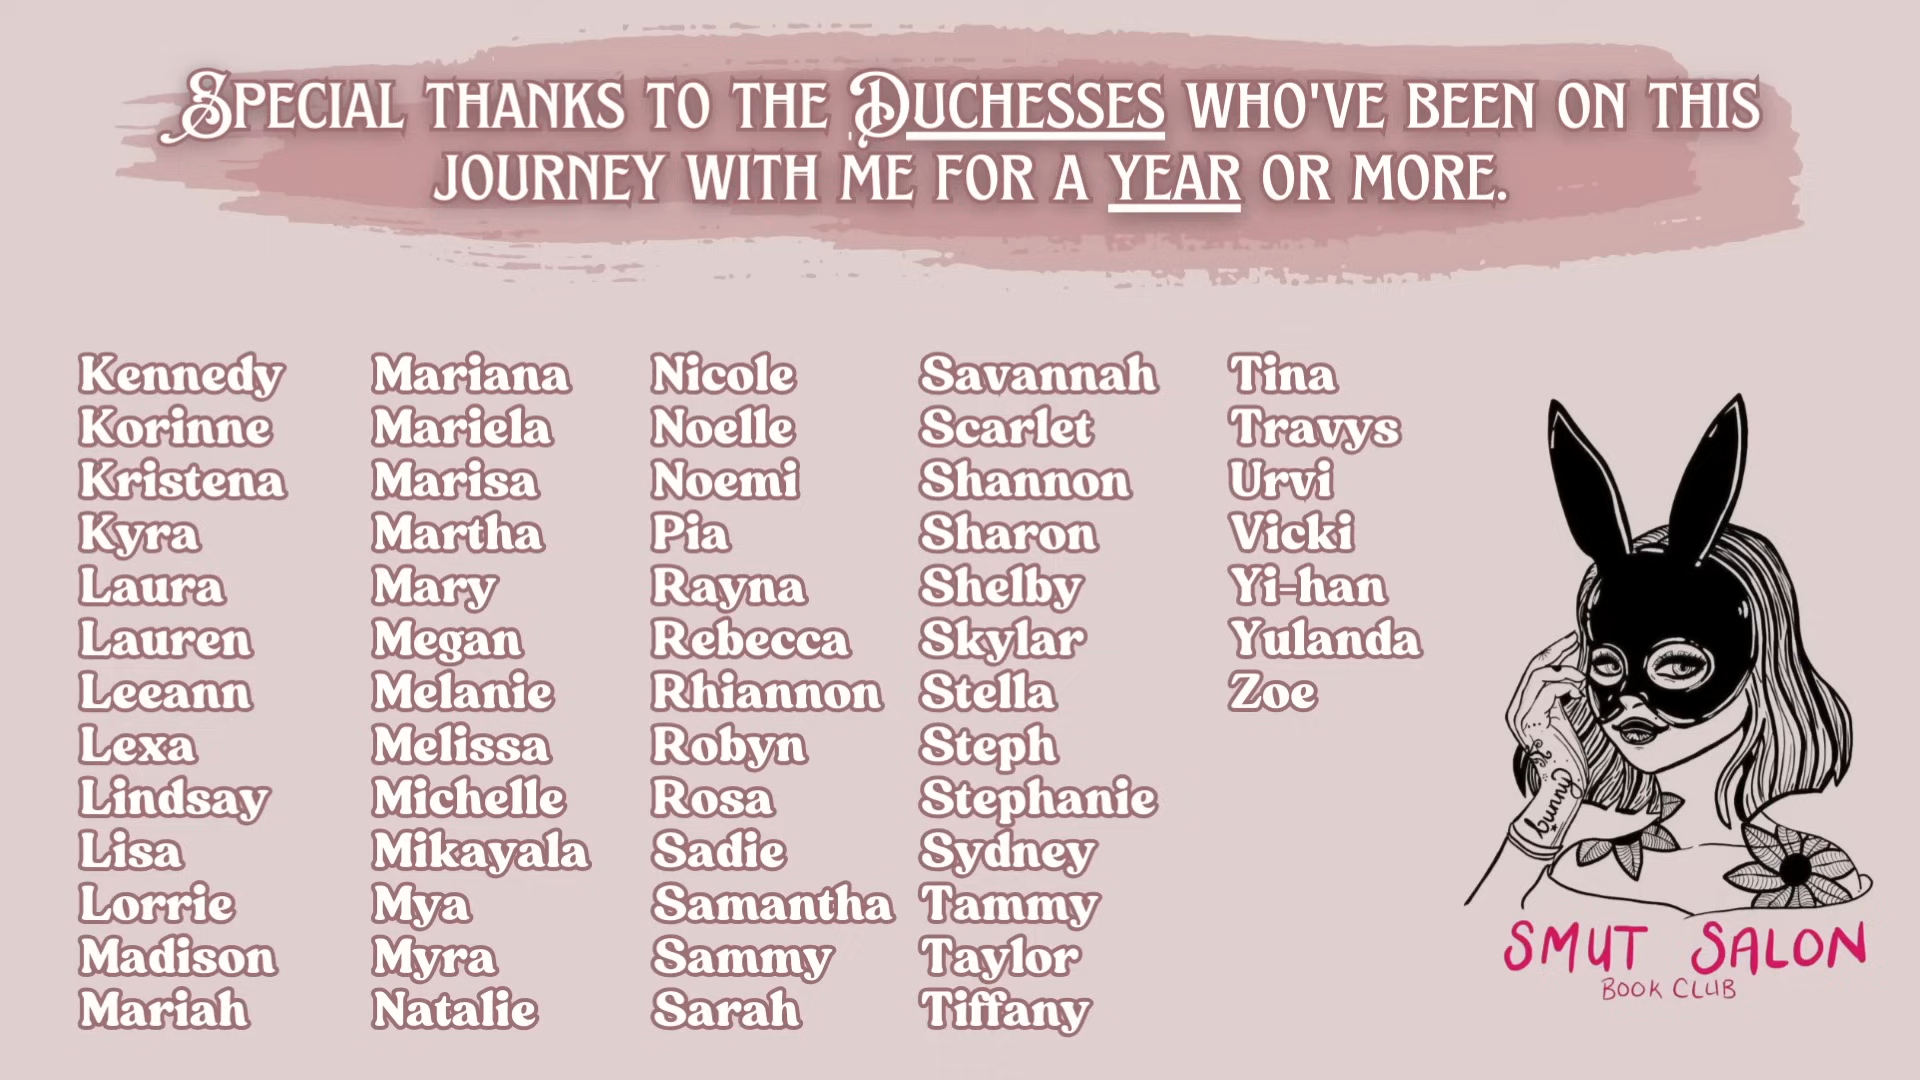 Special thanks to the Duchesses who've been on this
journey with me for a year or more.
Kennedy
Korinne
Kristena
Kyra
Laura
Lauren
Leeann
Lexa
Lindsay
Lisa
Lorrie
Madison
Mariah
Mariana
Mariela
Marisa
Martha
Mary
Megan
Melanie
Melissa
Michelle
Mikayala
Mya
Myra
Natalie
Nicole
Noelle
Noemi
Pia
Rayna
Rebecca
Rhiannon
Robyn
Rosa
Sadie
Samantha
Sammy
Sarah
Savannah
Scarlet
Shannon
Sharon
Shelby
Skylar
Stella
Steph
Stephanie
Sydney
Tammy
Taylor
Tiffany
Tina
Travys
Urvi
Vicki
Yi-han
Yulanda
Zoe
bunny
SMUT SALON
BOOK CLUB